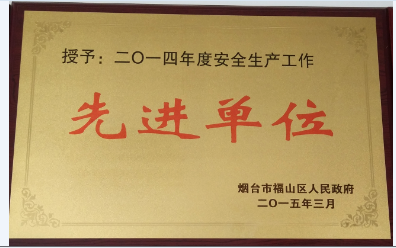 授予：二〇一四年度安全生产工作
先进单位
烟台市福山区人民政府
二〇一五年三月